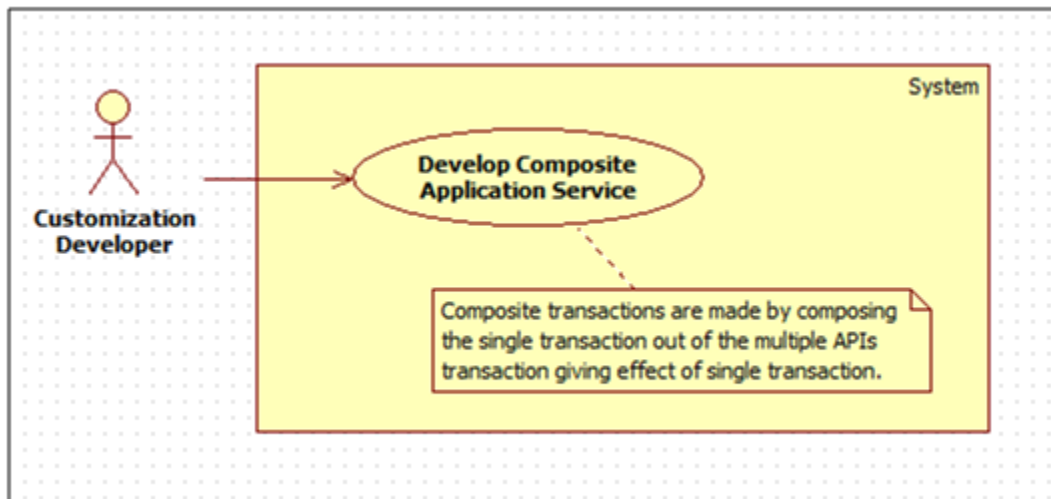 System
Develop Composite
Application Service
Customization
Developer
Composite transactions are made by composing
the single transaction out of the multiple APIs
transaction giving effect of single transaction.